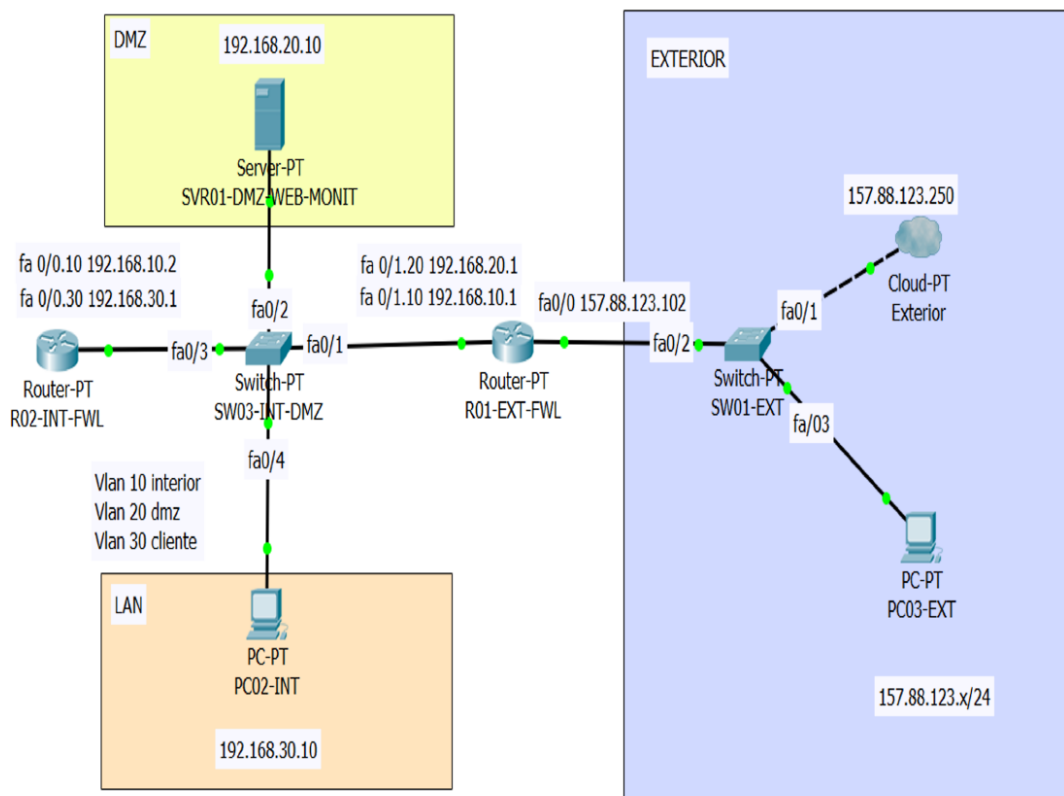 DMZ
192.168.20.10
Server-PT
SVR01-DMZ-WEB-MONIT
fa 0/0.10 192.168.10.2
fa 0/0.30 192.168.30.1
fa0/2
fa 0/1.20 192.168.20.1
fa 0/1.10 192.168.10.1
fa0/3
fa0/1
Router-PT
R02-INT-FWL
Switch-PT
SW03-INT-DMZ
fa0/4
Router-PT
R01-EXT-FWL
fa0/0 157.88.123.102
Vlan 10 interior
Vlan 20 dmz
Vlan 30 cliente
LAN
PC-PT
PC02-INT
192.168.30.10
EXTERIOR
157.88.123.250
Cloud-PT
Exterior
fa0/1
fa0/2
Switch-PT
SW01-EXT
fa/03
PC-PT
PC03-EXT
157.88.123.x/24